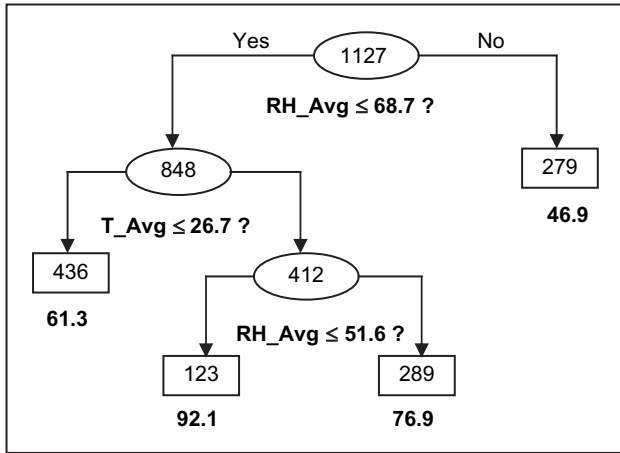 Yes
No
1127
RH_Avg ≤ 68.7 ?
848
279
T_Avg ≤ 26.7 ?
46.9
436
412
61.3
RH_Avg ≤ 51.6 ?
123
289
92.1
76.9